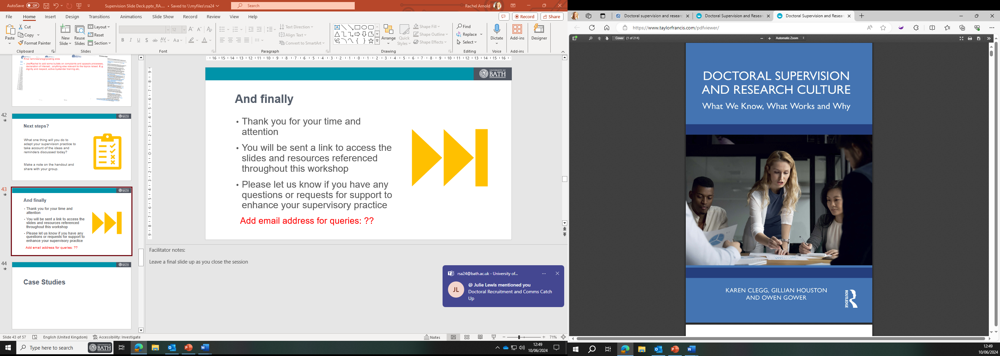 AutoSave Off Supervision Slide Deck.pptx_RA.... • Saved to \\myfiles\rsa24 Search Rachel Arnold
File Home Insert Design Transitions Animations Slide Show Record Review View Help Record Share
Paste Cut Copy Format Painter
Clipboard
New Slide Reuse Slides Layout Reset Section
Slides
12
Font
Text Direction Align Text Convert to SmartArt
Paragraph
Arrange Quick Styles Shape Fill Shape Outline Shape Effects
Drawing
Find Replace Select
Editing
Dictate
Voice
Add-ins
Add-ins
Designer
Final reminders/signposting slide
Joe/Rachel to add some bullets on complaints and appeals processes,
declaration of interest...anything else relevant to the topics raised. E.g.
dignity and respect, active bystander training etc,
42
BATH
Next steps?
What one thing will you do to
adapt your supervision practice to
take account of the ideas and
reminders discussed today?
Make a note on the handout and
share with your group.
43
BATH
And finally
• Thank you for your time and
attention
• You will be sent a link to access the
slides and resources referenced
throughout this workshop
• Please let us know if you have any
questions or requests for support to
enhance your supervisory practice
Add email address for queries: ??
44
BATH
Case Studies
UNIVERSITY OF
BATH
And finally
• Thank you for your time and
attention
• You will be sent a link to access the
slides and resources referenced
throughout this workshop
• Please let us know if you have any
questions or requests for support to
enhance your supervisory practice
Add email address for queries: ??
Facilitator notes:
Leave a final slide up as you close the session
rsa24@bath.ac.uk - University of...
JL
@ Julie Lewis mentioned you
Doctoral Recruitment and Comms Catch
Up
Slide 43 of 57 English (United Kingdom) Accessibility: Investigate Notes 71%
Type here to search UNIVERSITY OF BATH
12:49
10/06/2024
Doctoral supervision and researc Doctoral Supervision and Resear Doctoral Supervision and Resear
https://www.taylorfrancis.com/pdfviewer/
Cover (1 of 214) Automatic Zoom
DOCTORAL SUPERVISION
AND RESEARCH CULTURE
What We Know, What Works and Why
KAREN CLEGG, GILLIAN HOUSTON
AND OWEN GOWER
ROUTLEDGE
12:49
10/06/2024